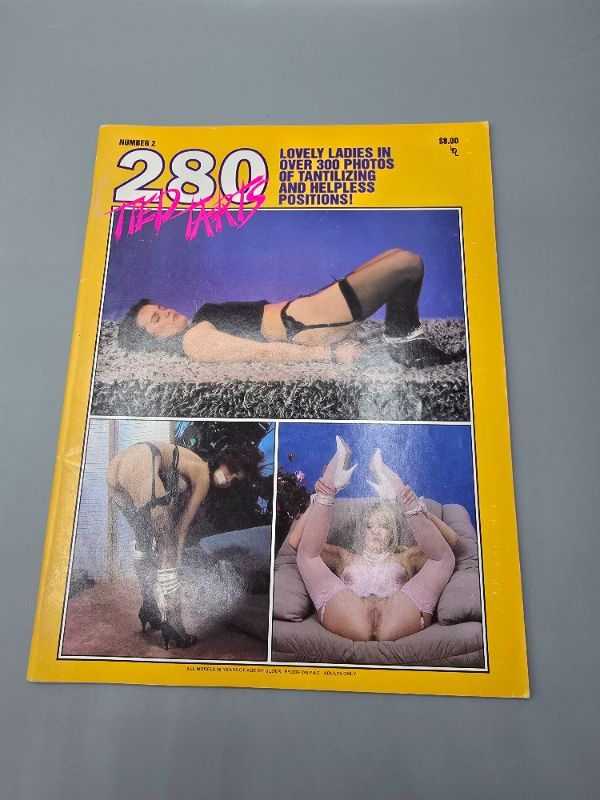 NUMBER 2
280
TIED TARTS
LOVELY LADIES IN
OVER 300 PHOTOS
OF TANTILIZING
AND HELPLESS
POSITIONS!
$8.00
ALL MODELS 18 YEARS OF AGE OR OLDER - PROOF ON FILE - ADULTS ONLY